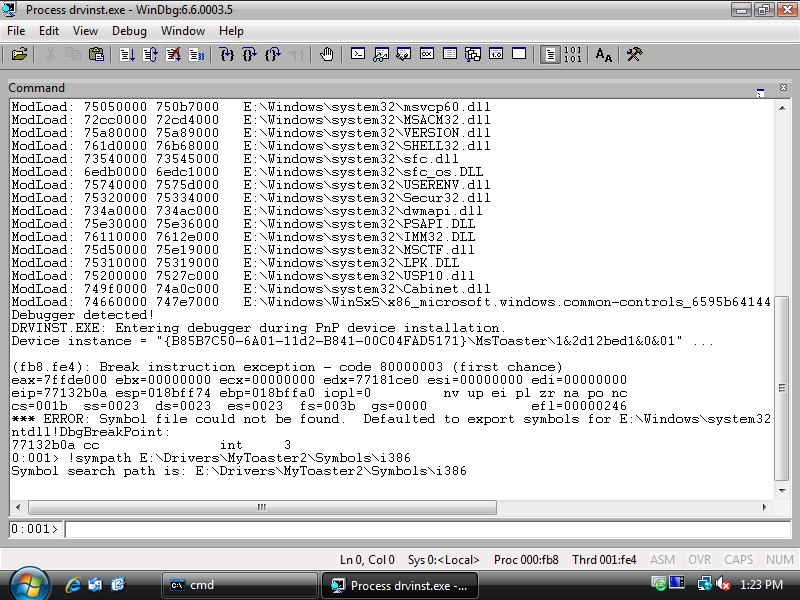 Process drvinst.exe - WinDbg:6.6.0003.5
File Edit View Debug Window Help
Command
ModLoad: 75050000 750b7000 E:\Windows\system32\msvcp60.dll
ModLoad: 72cc0000 72cd4000 E:\Windows\system32\MSACM32.dll
ModLoad: 75a80000 75a89000 E:\Windows\system32\VERSION.dll
ModLoad: 761d0000 76b68000 E:\Windows\system32\SHELL32.dll
ModLoad: 73540000 73545000 E:\Windows\system32\sfc.dll
ModLoad: 6edb0000 6edc1000 E:\Windows\system32\sfc_os.DLL
ModLoad: 75740000 7575d000 E:\Windows\system32\USERENV.dll
ModLoad: 75320000 75334000 E:\Windows\system32\Secur32.dll
ModLoad: 734a0000 734ac000 E:\Windows\system32\dwmapi.dll
ModLoad: 75e30000 75e36000 E:\Windows\system32\PSAPI.DLL
ModLoad: 76110000 7612e000 E:\Windows\system32\IMM32.DLL
ModLoad: 75d50000 75e19000 E:\Windows\system32\MSCTF.dll
ModLoad: 75310000 75319000 E:\Windows\system32\LPK.DLL
ModLoad: 75200000 7527c000 E:\Windows\system32\USP10.dll
ModLoad: 749f0000 74a0c000 E:\Windows\system32\Cabinet.dll
ModLoad: 74660000 747e7000 E:\Windows\WinSxS\x86_microsoft.windows.common-controls_6595b64144
Debugger detected!
DRVINST.EXE: Entering debugger during PnP device installation.
Device instance = "{B85B7C50-6A01-11d2-B841-00C04FAD5171}\MsToaster\1&2d12bed1&0&01" ...
(fb8.fe4): Break instruction exception - code 80000003 (first chance)
eax=7ffde000 ebx=00000000 ecx=00000000 edx=77181ce0 esi=00000000 edi=00000000
eip=77132b0a esp=018bff74 ebp=018bffa0 iopl=0 nv up ei pl zr na po nc
cs=001b ss=0023 ds=0023 es=0023 fs=003b gs=0000 efl=00000246
*** ERROR: Symbol file could not be found. Defaulted to export symbols for E:\Windows\system32
ntdll!DbgBreakPoint:
77132b0a cc int 3
0:001> !sympath E:\Drivers\MyToaster2\Symbols\i386
Symbol search path is: E:\Drivers\MyToaster2\Symbols\i386
0:001>
Ln 0, Col 0 Sys 0:<Local> Proc 000:fb8 Thrd 001:fe4 ASM OVR CAPS NUM
cmd Process drvinst.exe -... 1:23 PM